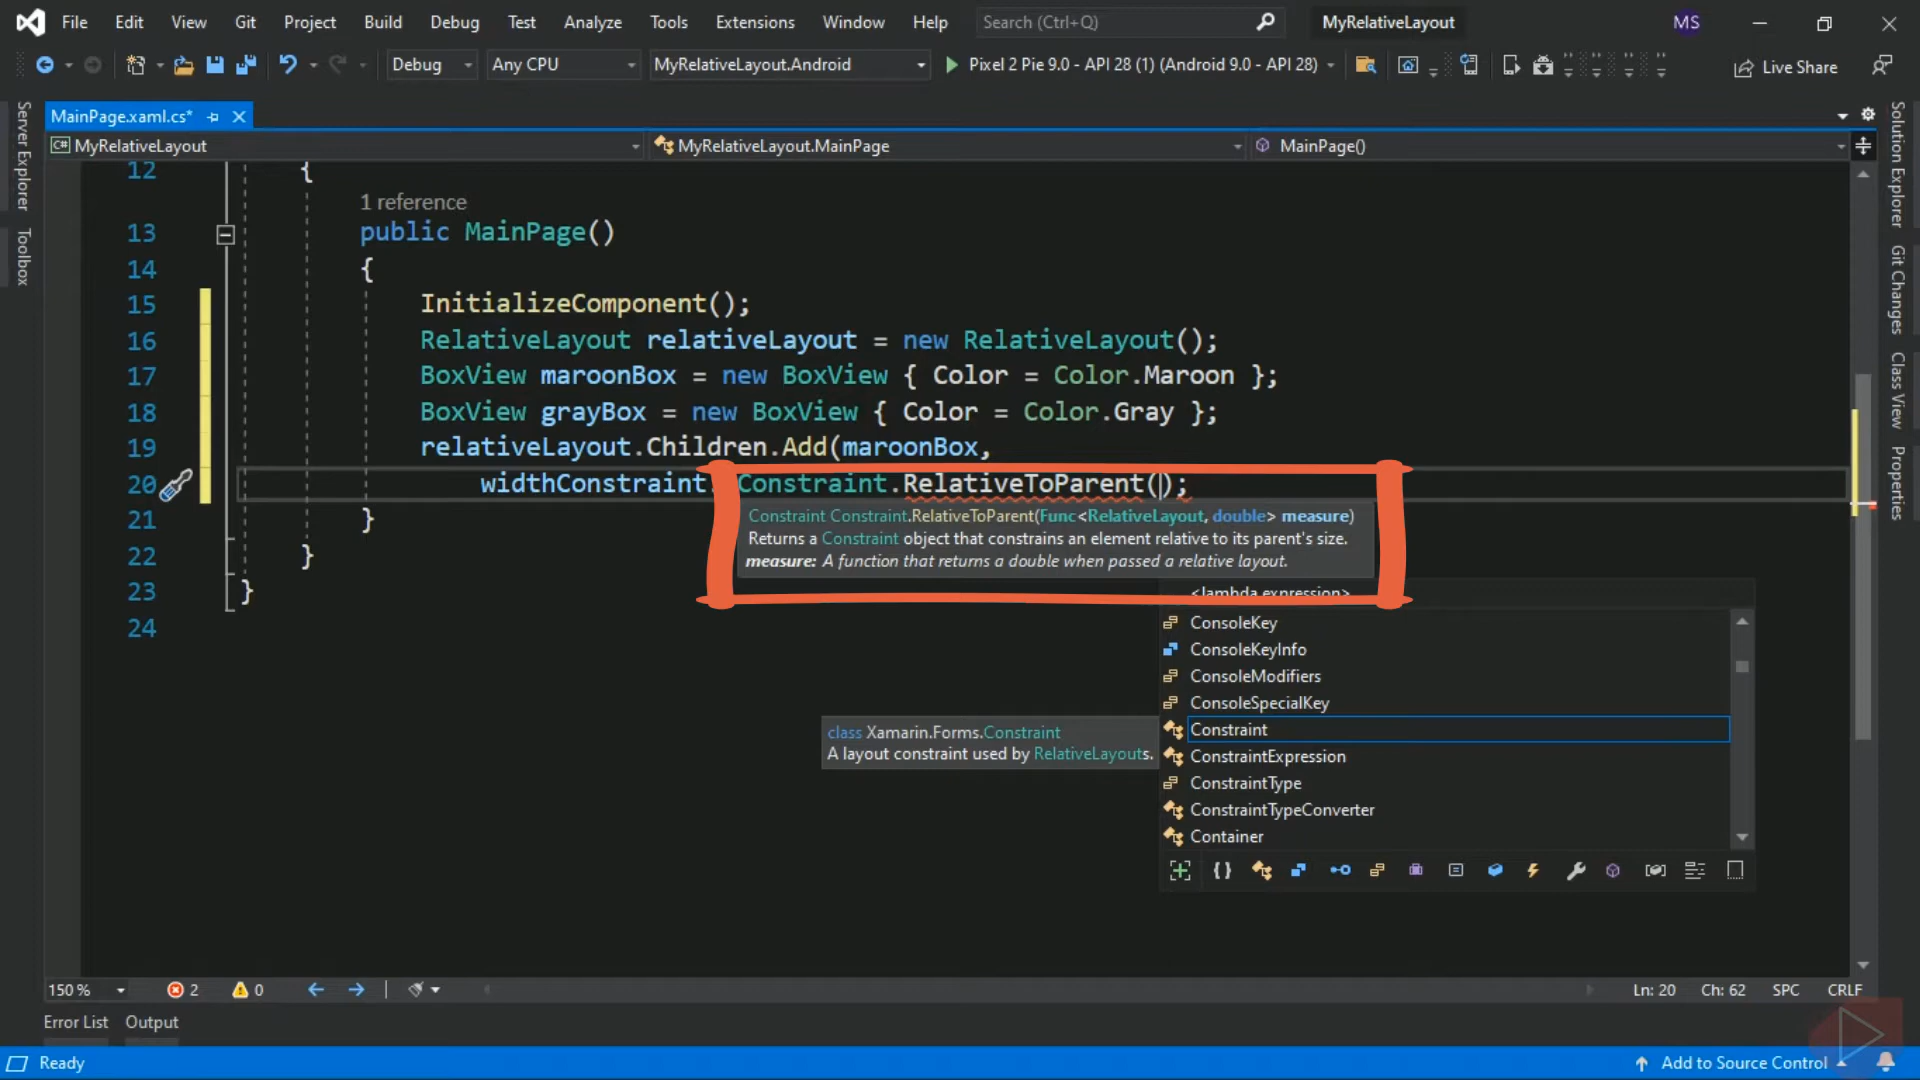 File Edit View Git Project Build Debug Test Analyze Tools Extensions Window Help Search (Ctrl+Q) MyRelativeLayout MS
Debug Any CPU MyRelativeLayout.Android Pixel 2 Pie 9.0 - API 28 (1) (Android 9.0 - API 28) Live Share
Server Explorer
Toolbox
MainPage.xaml.cs*
C# MyRelativeLayout MyRelativeLayout.MainPage MainPage()
12 {
1 reference
13 public MainPage()
14 {
15 InitializeComponent();
16 RelativeLayout relativeLayout = new RelativeLayout();
17 BoxView maroonBox = new BoxView { Color = Color.Maroon };
18 BoxView grayBox = new BoxView { Color = Color.Gray };
19 relativeLayout.Children.Add(maroonBox,
20 widthConstraint: Constraint.RelativeToParent();
21 }
22 }
23 }
24
Constraint Constraint.RelativeToParent(Func<RelativeLayout, double> measure)
Returns a Constraint object that constrains an element relative to its parent's size.
measure: A function that returns a double when passed a relative layout.
<lambda expression>
ConsoleKey
ConsoleKeyInfo
ConsoleModifiers
ConsoleSpecialKey
Constraint
ConstraintExpression
ConstraintType
ConstraintTypeConverter
Container
class Xamarin.Forms.Constraint
A layout constraint used by RelativeLayouts.
Solution Explorer
Git Changes
Class View
Properties
150 % 2 0 Ln: 20 Ch: 62 SPC CRLF
Error List Output
Ready Add to Source Control